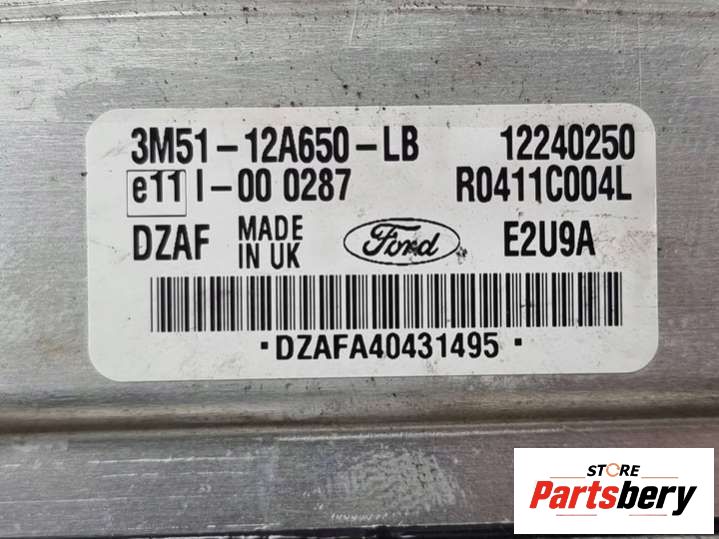 3M51-12A650-LB 12240250
e11 I-00 0287 R0411C004L
DZAF MADE IN UK Ford E2U9A
·DZAFA40431495·
STORE
Partsbery